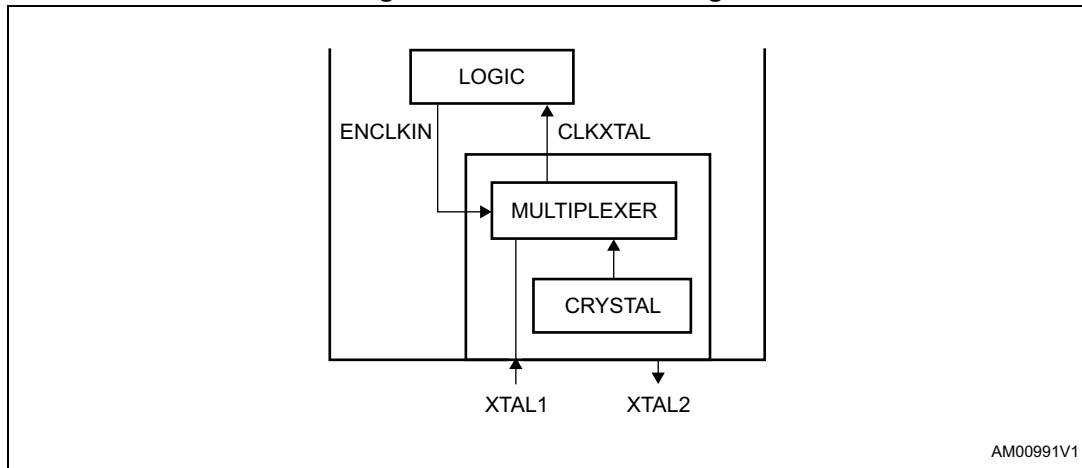 LOGIC
ENCLKIN
CLKXTAL
MULTIPLEXER
CRYSTAL
XTAL1
XTAL2
AM00991V1